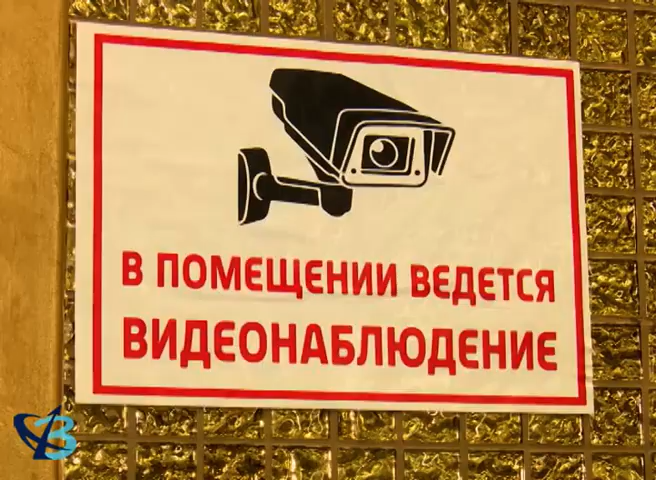 В ПОМЕЩЕНИИ ВЕДЕТСЯ
ВИДЕОНАБЛЮДЕНИЕ